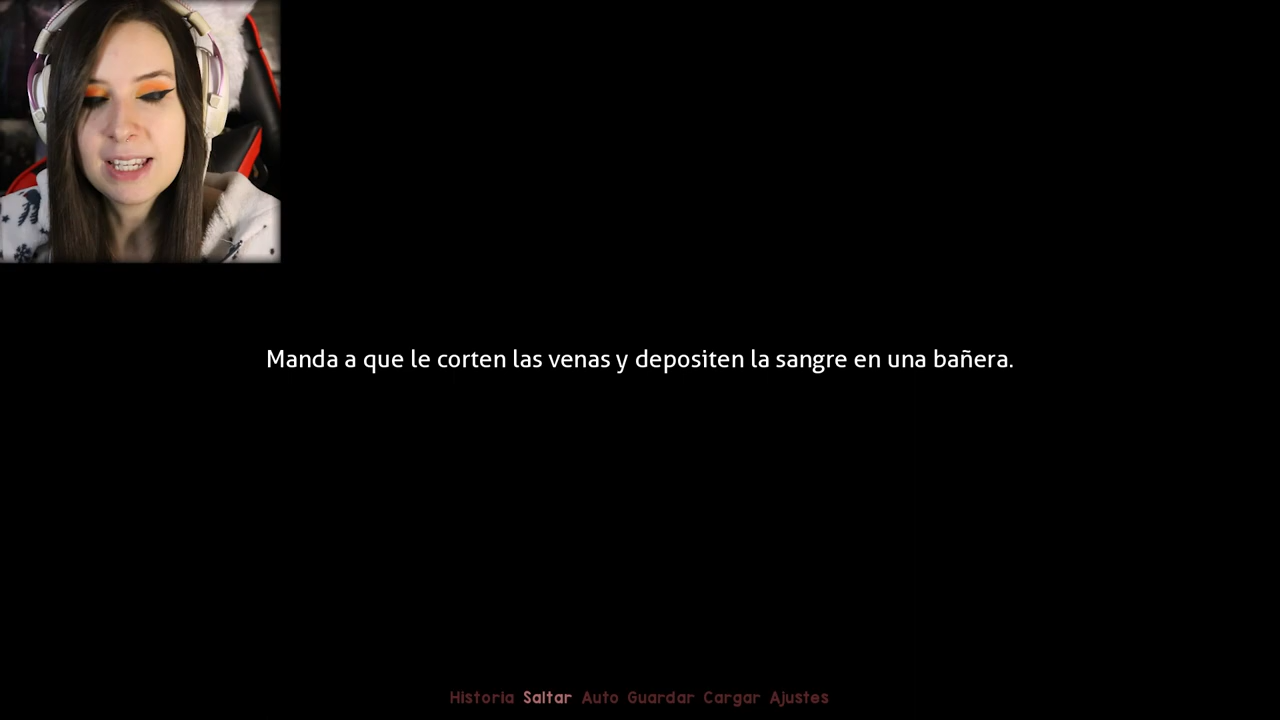 Manda a que le corten las venas y depositen la sangre en una bañera.
Historia Saltar Auto Guardar Cargar Ajustes